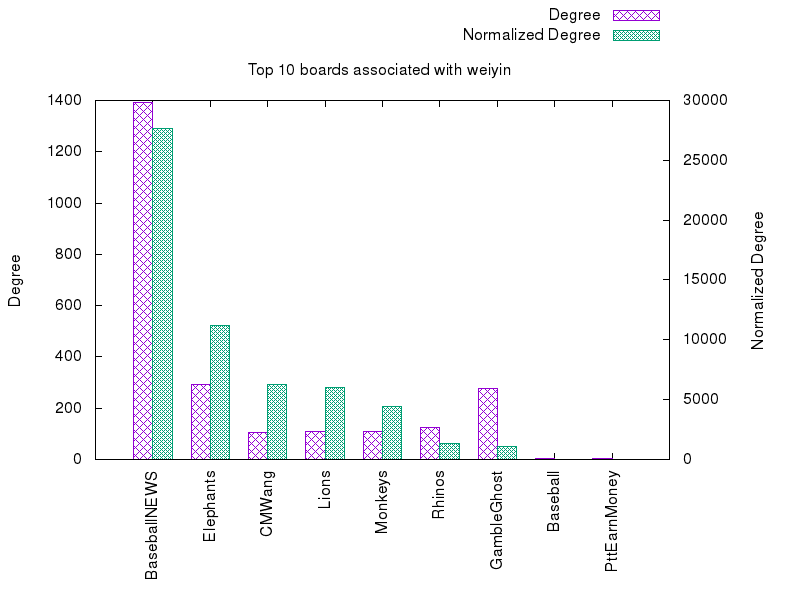 Degree
Normalized Degree
Top 10 boards associated with weiyin
1400
1200
1000
800
600
400
200
0
30000
25000
20000
15000
10000
5000
0
Degree
Normalized Degree
BaseballNEWS
Elephants
CMWang
Lions
Monkeys
Rhinos
GambleGhost
Baseball
PttEarnMoney